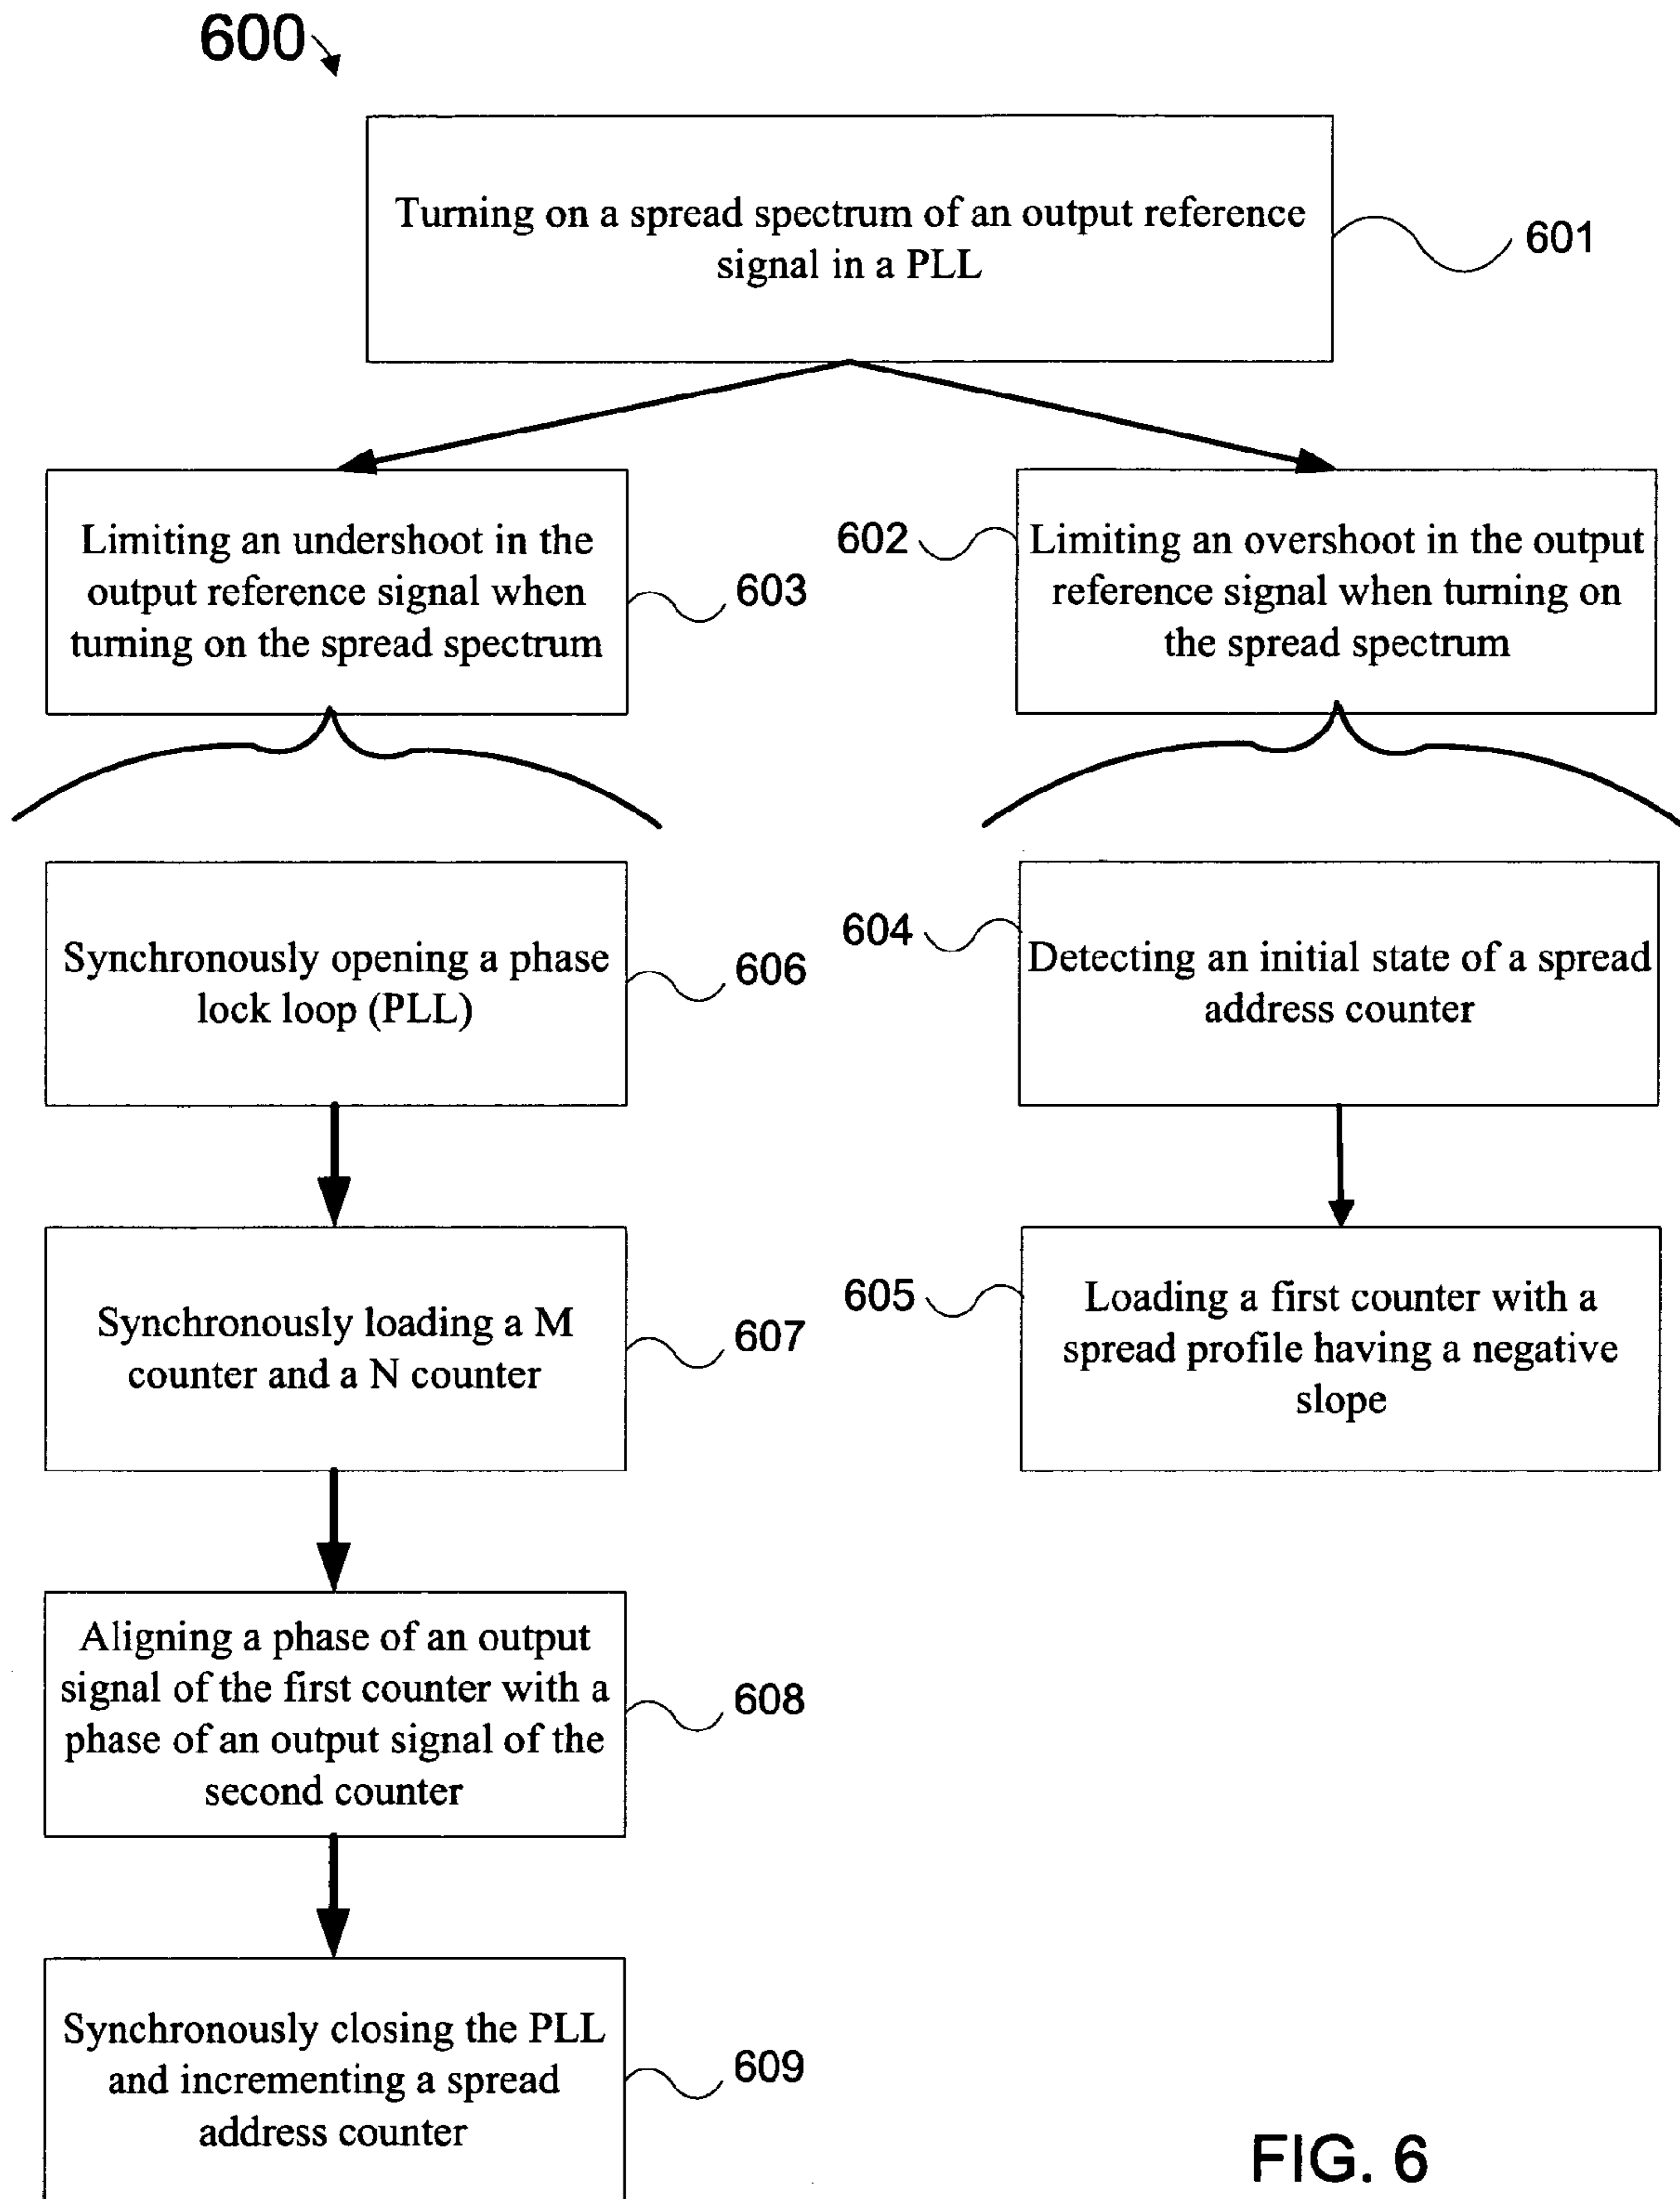 600
Turning on a spread spectrum of an output reference
signal in a PLL
601
Limiting an undershoot in the
output reference signal when
turning on the spread spectrum
603
602
Limiting an overshoot in the output
reference signal when turning on
the spread spectrum
Synchronously opening a phase
lock loop (PLL)
606
604
Detecting an initial state of a spread
address counter
Synchronously loading a M
counter and a N counter
607
605
Loading a first counter with a
spread profile having a negative
slope
Aligning a phase of an output
signal of the first counter with a
phase of an output signal of the
second counter
608
Synchronously closing the PLL
and incrementing a spread
address counter
609
FIG. 6